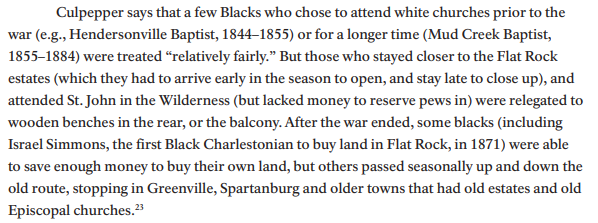 Culpepper says that a few Blacks who chose to attend white churches prior to the
war (e.g., Hendersonville Baptist, 1844–1855) or for a longer time (Mud Creek Baptist,
1855–1884) were treated “relatively fairly.” But those who stayed closer to the Flat Rock
estates (which they had to arrive early in the season to open, and stay late to close up), and
attended St. John in the Wilderness (but lacked money to reserve pews in) were relegated to
wooden benches in the rear, or the balcony. After the war ended, some blacks (including
Israel Simmons, the first Black Charlestonian to buy land in Flat Rock, in 1871) were able
to save enough money to buy their own land, but others passed seasonally up and down the
old route, stopping in Greenville, Spartanburg and older towns that had old estates and old
Episcopal churches.²³